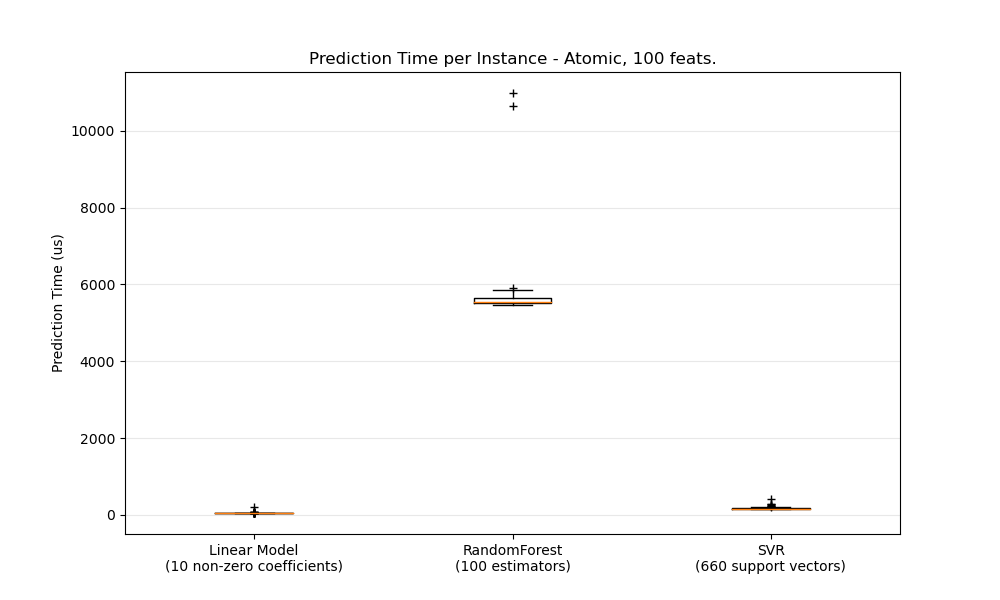 Prediction Time per Instance - Atomic, 100 feats.
Prediction Time (us)
10000
8000
6000
4000
2000
0
Linear Model
(10 non-zero coefficients)
RandomForest
(100 estimators)
SVR
(660 support vectors)